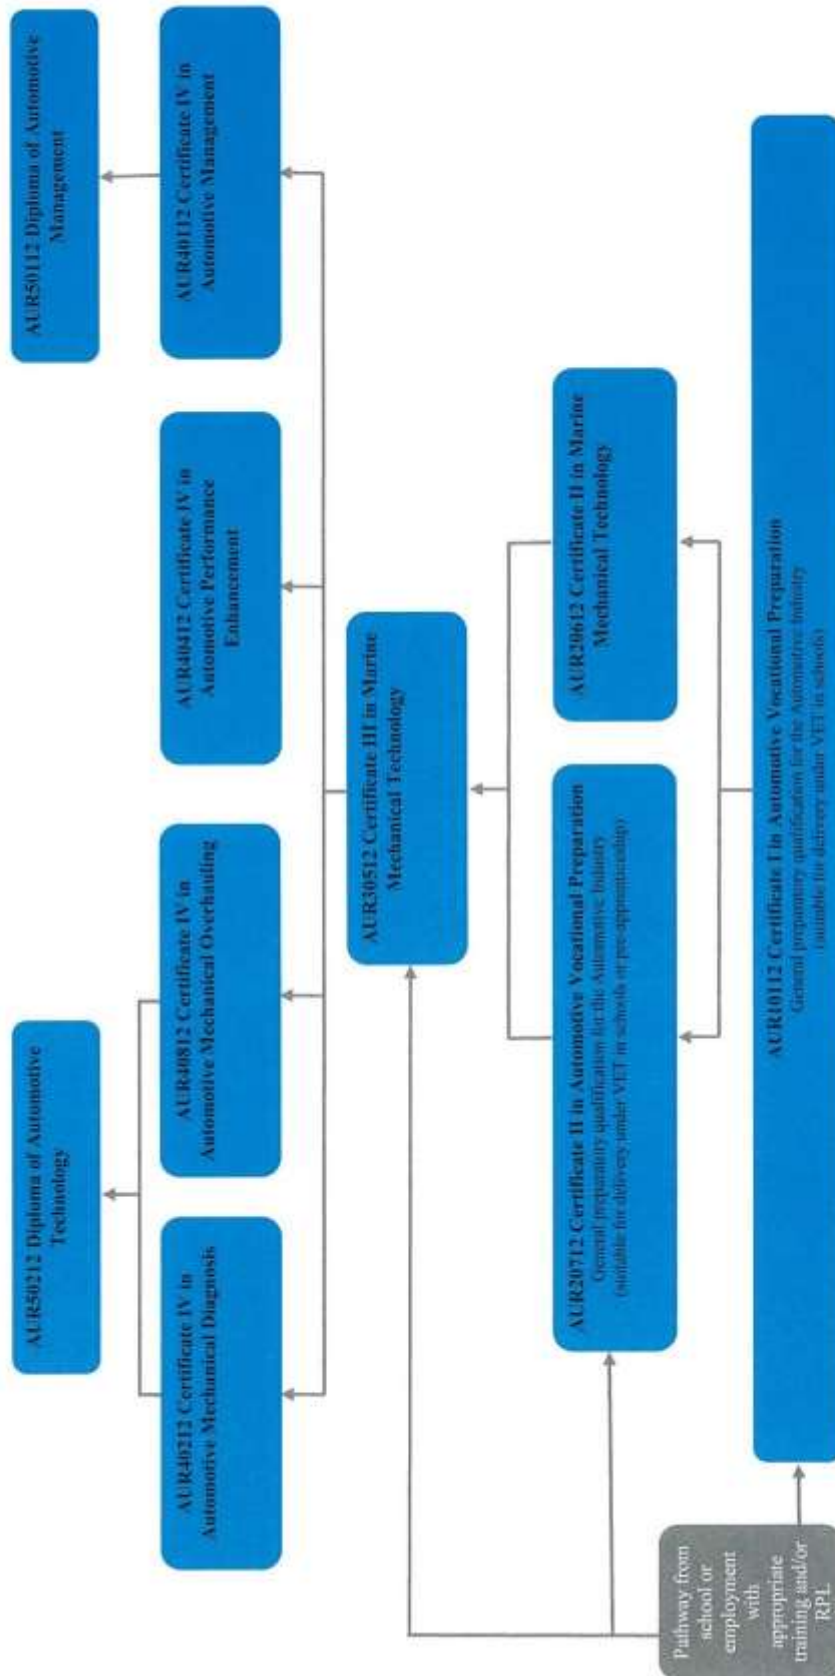 AUR50212 Diploma of Automotive
Technology
AUR50112 Diploma of Automotive
Management
AUR40212 Certificate IV in
Automotive Mechanical Diagnosis
AUR40812 Certificate IV in
Automotive Mechanical Overhauling
AUR40412 Certificate IV in
Automotive Performance
Enhancement
AUR40112 Certificate IV in
Automotive Management
AUR30512 Certificate III in Marine
Mechanical Technology
AUR20712 Certificate II in Automotive Vocational Preparation
General preparatory qualification for the Automotive Industry
(suitable for delivery under VET in schools or pre-apprenticeship)
AUR20612 Certificate II in Marine
Mechanical Technology
Pathway from
school or
employment
with
appropriate
training and/or
RPL
AUR10112 Certificate I in Automotive Vocational Preparation
General preparatory qualification for the Automotive Industry
(suitable for delivery under VET in schools)